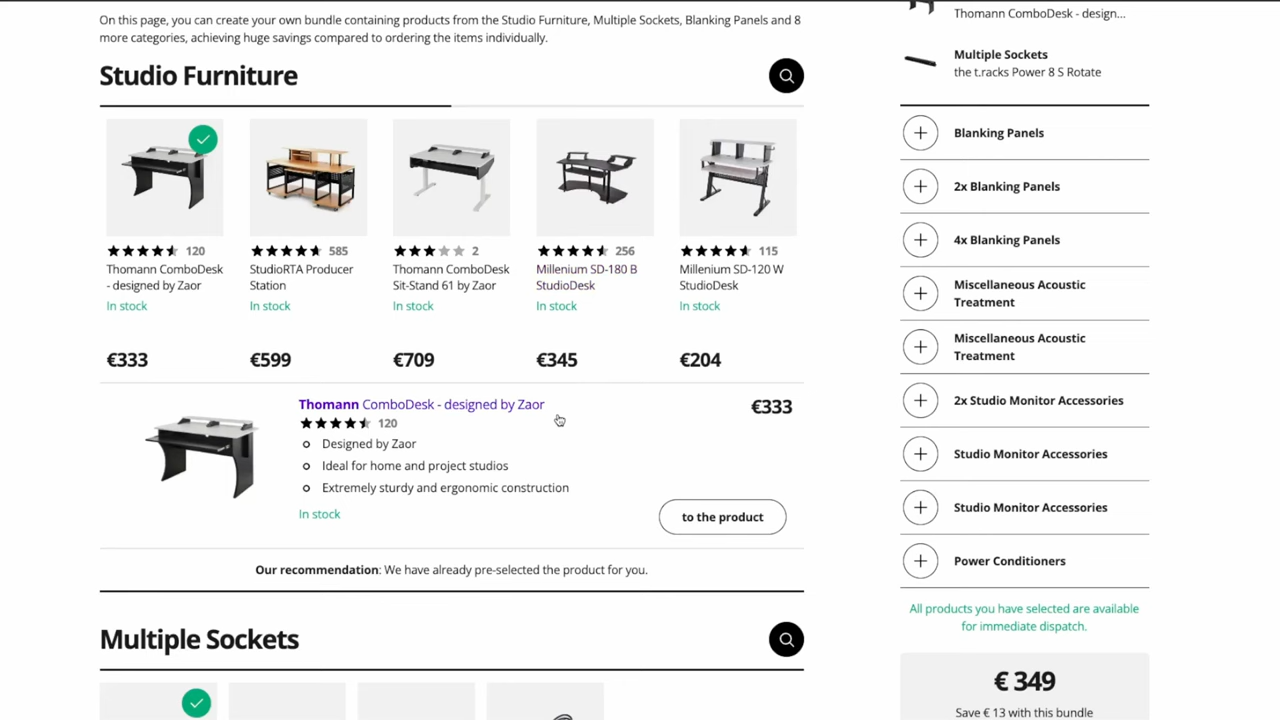 On this page, you can create your own bundle containing products from the Studio Furniture, Multiple Sockets, Blanking Panels and 8
more categories, achieving huge savings compared to ordering the items individually.
Studio Furniture
120
Thomann ComboDesk
- designed by Zaor
In stock
€333
585
StudioRTA Producer
Station
In stock
€599
2
Thomann ComboDesk
Sit-Stand 61 by Zaor
In stock
€709
256
Millenium SD-180 B
StudioDesk
In stock
€345
115
Millenium SD-120 W
StudioDesk
In stock
€204
Thomann ComboDesk - designed by Zaor
€333
120
Designed by Zaor
Ideal for home and project studios
Extremely sturdy and ergonomic construction
In stock
to the product
Our recommendation: We have already pre-selected the product for you.
Multiple Sockets
Thomann ComboDesk - design...
Multiple Sockets
the t.racks Power 8 S Rotate
Blanking Panels
2x Blanking Panels
4x Blanking Panels
Miscellaneous Acoustic
Treatment
Miscellaneous Acoustic
Treatment
2x Studio Monitor Accessories
Studio Monitor Accessories
Studio Monitor Accessories
Power Conditioners
All products you have selected are available
for immediate dispatch.
€ 349
Save € 13 with this bundle